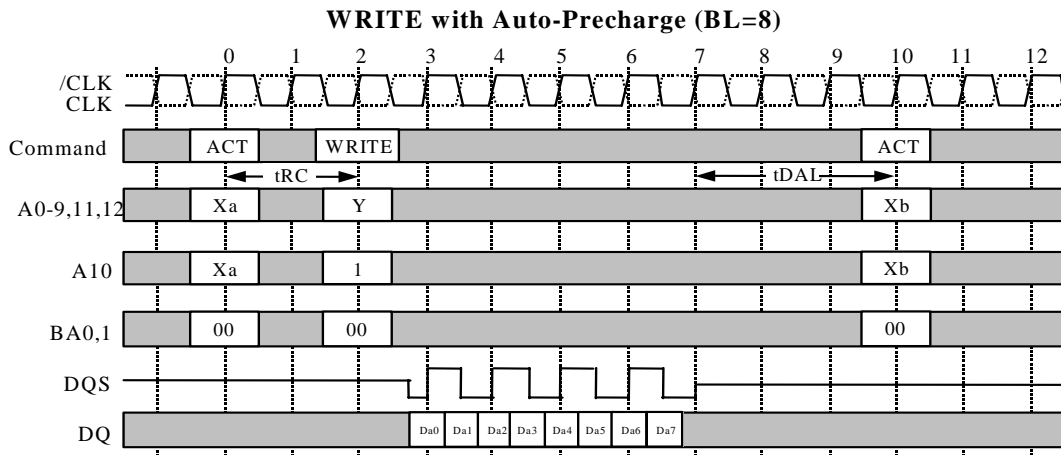 WRITE with Auto-Precharge (BL=8)
0 1 2 3 4 5 6 7 8 9 10 11 12
/CLK
CLK
Command ACT WRITE ACT
tRC tDAL
A0-9,11,12 Xa Y Xb
A10 Xa 1 Xb
BA0,1 00 00 00
DQS
DQ Da0 Da1 Da2 Da3 Da4 Da5 Da6 Da7